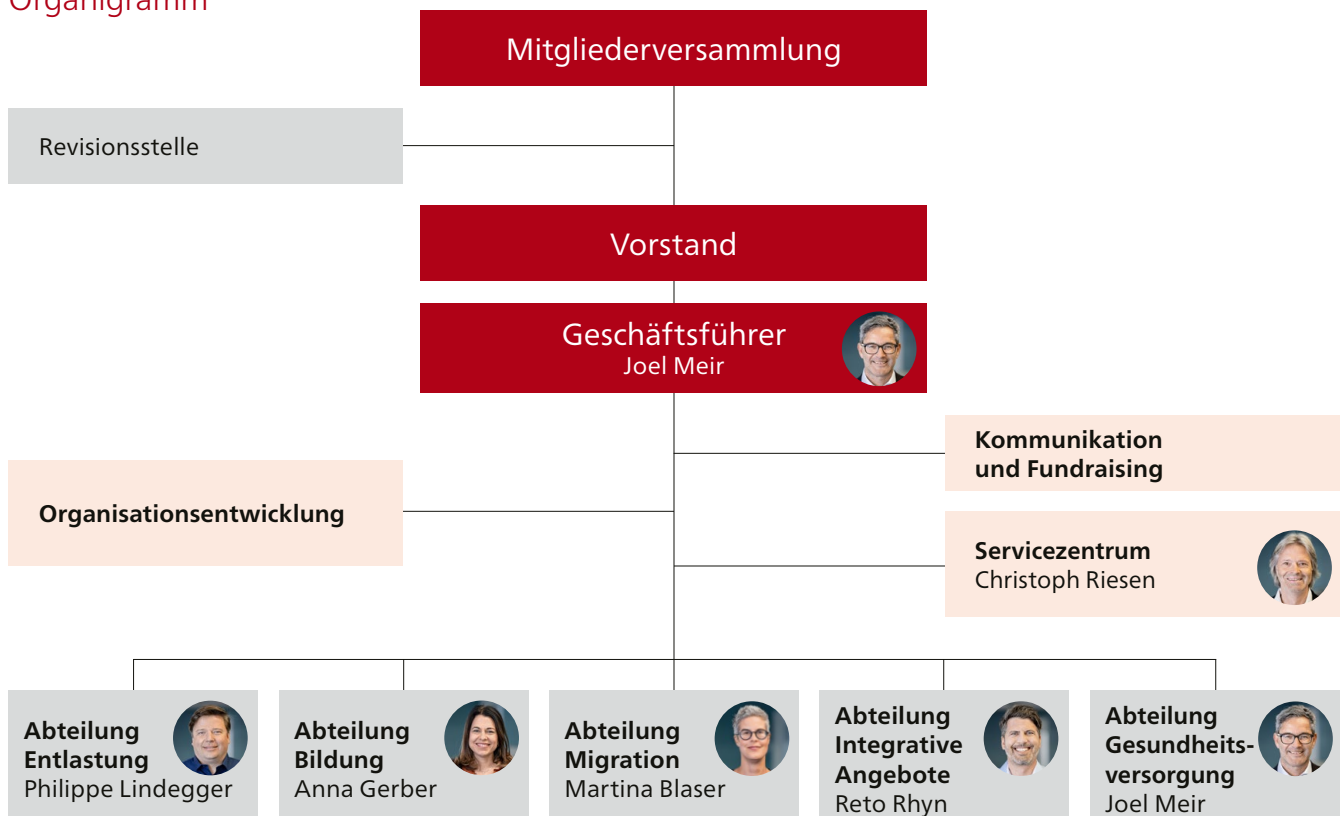 Organigramm
Mitgliederversammlung
Revisionsstelle
Vorstand
Geschäftsführer
Joel Meir
Kommunikation
und Fundraising
Organisationsentwicklung
Servicezentrum
Christoph Riesen
Abteilung
Entlastung
Philippe Lindegger
Abteilung
Bildung
Anna Gerber
Abteilung
Migration
Martina Blaser
Abteilung
Integrative
Angebote
Reto Rhyn
Abteilung
Gesundheits-
versorgung
Joel Meir